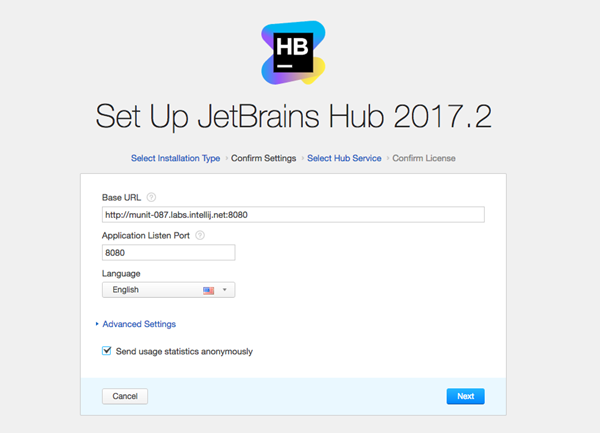 HB
Set Up JetBrains Hub 2017.2
Select Installation Type › Confirm Settings › Select Hub Service › Confirm License
Base URL ?
http://munit-087.labs.intellij.net:8080
Application Listen Port ?
8080
Language
English
Advanced Settings
Send usage statistics anonymously
Cancel Next